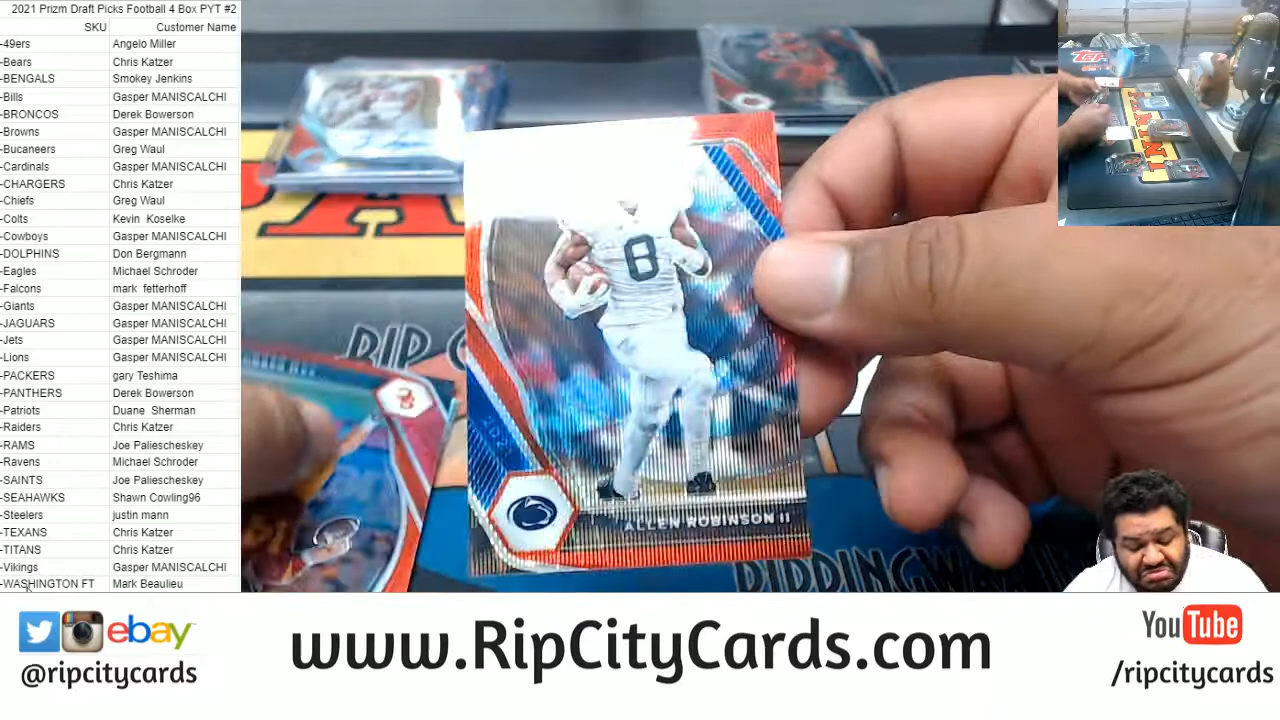 2021 Prizm Draft Picks Football 4 Box PYT #2
SKU Customer Name
-49ers Angelo Miller
-Bears Chris Katzer
-BENGALS Smokey Jenkins
-Bills Gasper MANISCALCHI
-BRONCOS Derek Bowerson
-Browns Gasper MANISCALCHI
-Bucaneers Greg Waul
-Cardinals Gasper MANISCALCHI
-CHARGERS Chris Katzer
-Chiefs Greg Waul
-Colts Kevin Koselke
-Cowboys Gasper MANISCALCHI
-DOLPHINS Don Bergmann
-Eagles Michael Schroder
-Falcons mark fetterhoff
-Giants Gasper MANISCALCHI
-JAGUARS Gasper MANISCALCHI
-Jets Gasper MANISCALCHI
-Lions Gasper MANISCALCHI
-PACKERS gary Teshima
-PANTHERS Derek Bowerson
-Patriots Duane Sherman
-Raiders Chris Katzer
-RAMS Joe Paliescheskey
-Ravens Michael Schroder
-SAINTS Joe Paliescheskey
-SEAHAWKS Shawn Cowling96
-Steelers justin mann
-TEXANS Chris Katzer
-TITANS Chris Katzer
-Vikings Gasper MANISCALCHI
-WASHINGTON FT Mark Beaulieu
PA
RIP C
8
ALLEN ROBINSON II
ebay
@ripcitycards
www.RipCityCards.com
YouTube
/ripcitycards